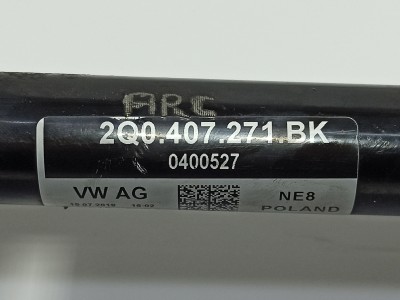 ARC
2Q0.407.271.BK
0400527
VW AG
NE8
POLAND